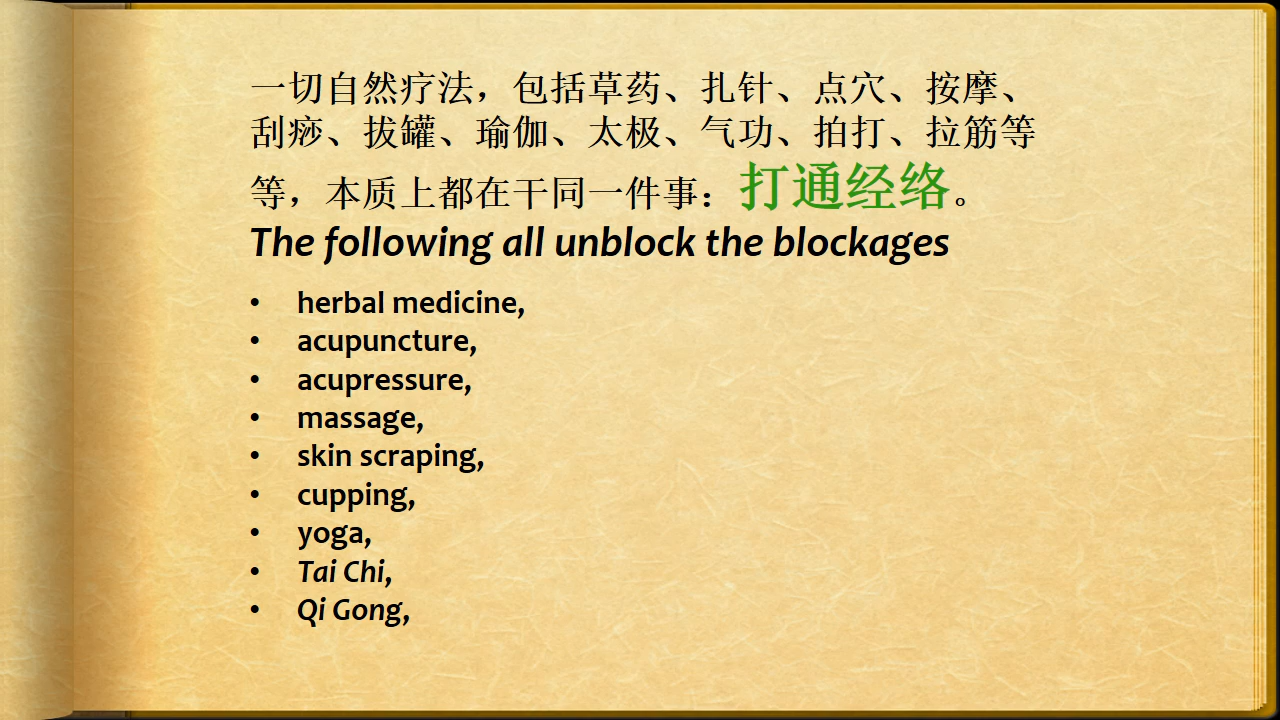 一切自然疗法，包括草药、扎针、点穴、按摩、
刮痧、拔罐、瑜伽、太极、气功、拍打、拉筋等
等，本质上都在干同一件事：打通经络。
The following all unblock the blockages
• herbal medicine,
• acupuncture,
• acupressure,
• massage,
• skin scraping,
• cupping,
• yoga,
• Tai Chi,
• Qi Gong,